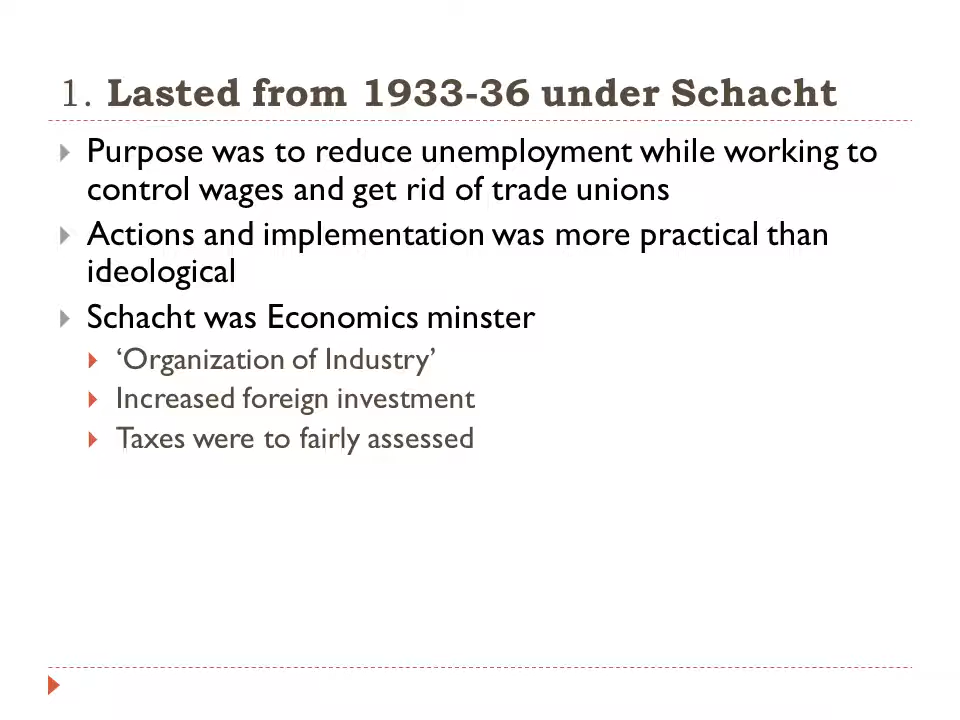 1. Lasted from 1933-36 under Schacht
Purpose was to reduce unemployment while working to
control wages and get rid of trade unions
Actions and implementation was more practical than
ideological
Schacht was Economics minster
‘Organization of Industry’
Increased foreign investment
Taxes were to fairly assessed